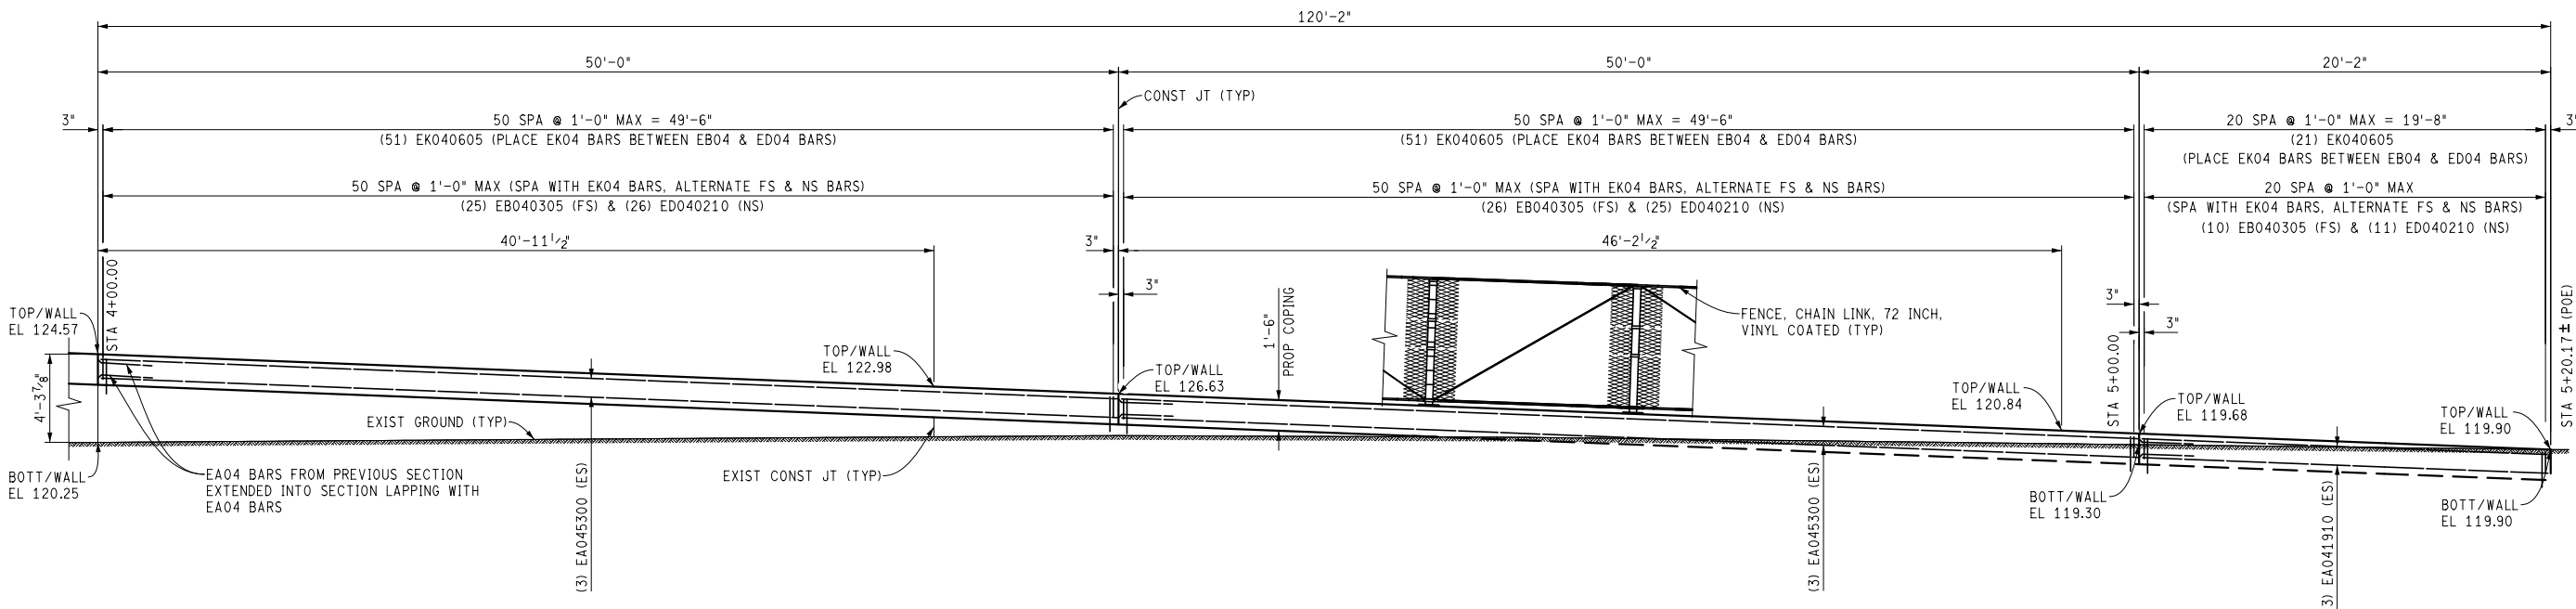 120'-2"
50'-0"
50'-0"
20'-2"
CONST JT (TYP)
3"
50 SPA @ 1'-0" MAX = 49'-6"
(51) EK040605 (PLACE EK04 BARS BETWEEN EB04 & ED04 BARS)
50 SPA @ 1'-0" MAX = 49'-6"
(51) EK040605 (PLACE EK04 BARS BETWEEN EB04 & ED04 BARS)
20 SPA @ 1'-0" MAX = 19'-8"
(21) EK040605
(PLACE EK04 BARS BETWEEN EB04 & ED04 BARS)
3"
50 SPA @ 1'-0" MAX (SPA WITH EK04 BARS, ALTERNATE FS & NS BARS)
(25) EB040305 (FS) & (26) ED040210 (NS)
50 SPA @ 1'-0" MAX (SPA WITH EK04 BARS, ALTERNATE FS & NS BARS)
(26) EB040305 (FS) & (25) ED040210 (NS)
20 SPA @ 1'-0" MAX
(SPA WITH EK04 BARS, ALTERNATE FS & NS BARS)
(10) EB040305 (FS) & (11) ED040210 (NS)
40'-11 1/2"
3"
46'-2 1/2"
3"
3"
3"
STA 4+00.00
TOP/WALL
EL 124.57
4'-3 7/8"
BOTT/WALL
EL 120.25
EA04 BARS FROM PREVIOUS SECTION
EXTENDED INTO SECTION LAPPING WITH
EA04 BARS
EXIST GROUND (TYP)
(3) EA045300 (ES)
TOP/WALL
EL 122.98
EXIST CONST JT (TYP)
TOP/WALL
EL 126.63
1'-6"
PROP COPING
FENCE, CHAIN LINK, 72 INCH,
VINYL COATED (TYP)
(3) EA045300 (ES)
TOP/WALL
EL 120.84
STA 5+00.00
TOP/WALL
EL 119.68
BOTT/WALL
EL 119.30
3) EA041910 (ES)
TOP/WALL
EL 119.90
BOTT/WALL
EL 119.90
STA 5+20.17± (POE)